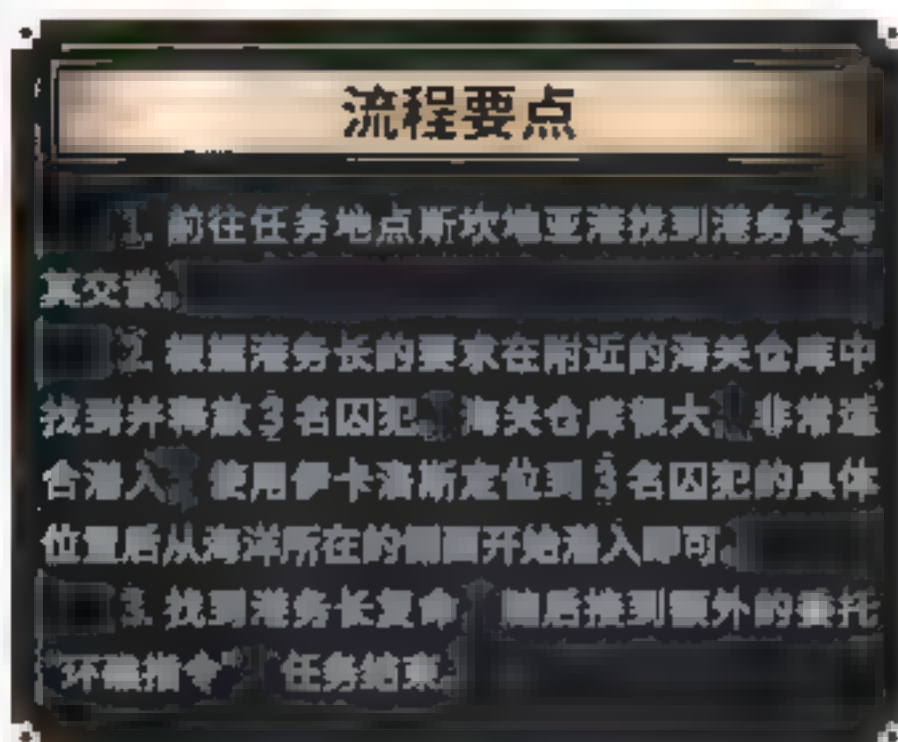 流程要点
1. 前往任务地点斯坎地亚港找到港务长与
其交谈。
2. 根据港务长的要求在附近的海关仓库中
找到并释放3名囚犯，海关仓库很大，非常适
合潜入，使用伊卡洛斯定位到3名囚犯的具体
位置后从海洋所在的侧面开始潜入即可。
3. 找到港务长复命，随后接到额外的委托
“环礁指令”，任务结束。